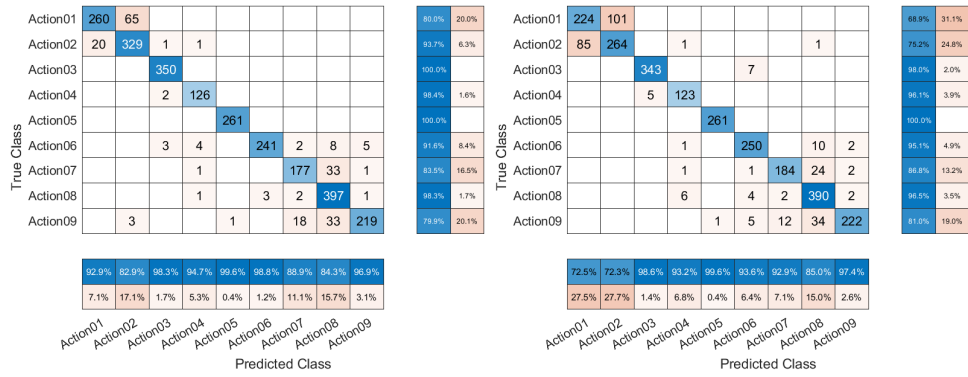 Action01 260 65 80.0% 20.0%
Action02 20 329 1 1 93.7% 6.3%
Action03 350 100.0%
Action04 2 126 98.4% 1.6%
Action05 261 100.0%
Action06 3 4 241 2 8 5 91.6% 8.4%
Action07 1 177 33 1 83.5% 16.5%
Action08 1 3 2 397 1 98.3% 1.7%
Action09 3 1 18 33 219 79.9% 20.1%
True Class
92.9% 82.9% 98.3% 94.7% 99.6% 98.8% 88.9% 84.3% 96.9%
7.1% 17.1% 1.7% 5.3% 0.4% 1.2% 11.1% 15.7% 3.1%
Action01 Action02 Action03 Action04 Action05 Action06 Action07 Action08 Action09
Predicted Class
Action01 224 101 68.9% 31.1%
Action02 85 264 1 1 75.2% 24.8%
Action03 343 7 98.0% 2.0%
Action04 5 123 96.1% 3.9%
Action05 261 100.0%
Action06 1 250 10 2 95.1% 4.9%
Action07 1 1 184 24 2 86.8% 13.2%
Action08 6 4 2 390 2 96.5% 3.5%
Action09 1 5 12 34 222 81.0% 19.0%
True Class
72.5% 72.3% 98.6% 93.2% 99.6% 93.6% 92.9% 85.0% 97.4%
27.5% 27.7% 1.4% 6.8% 0.4% 6.4% 7.1% 15.0% 2.6%
Action01 Action02 Action03 Action04 Action05 Action06 Action07 Action08 Action09
Predicted Class